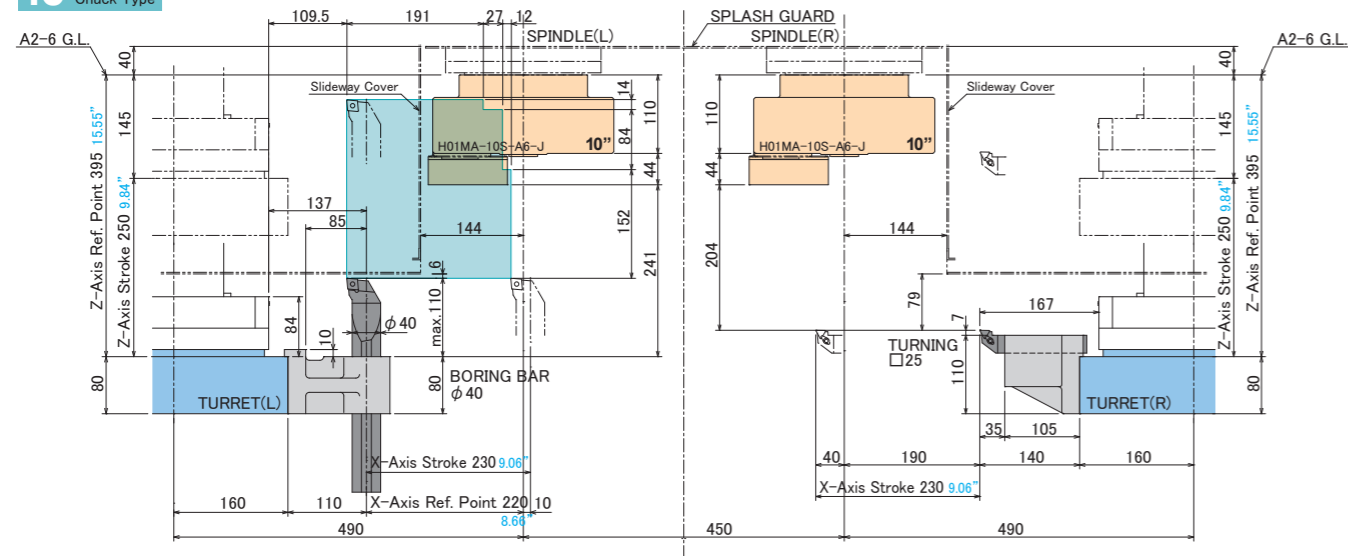 10 Chuck Type
109.5 191 27 12 SPLASH GUARD
SPINDLE(L) SPINDLE(R)
A2-6 G.L. A2-6 G.L.
40 40
Slideway Cover Slideway Cover
14
110 110
84
H01MA-10S-A6-J 10" H01MA-10S-A6-J 10"
44 44
145 145
Z-Axis Ref. Point 395 15.55"
Z-Axis Stroke 250 9.84"
Z-Axis Stroke 250 9.84"
Z-Axis Ref. Point 395 15.55"
137
85
144 144
152
241
204
6
79
max.110
84
10
φ40
167
7
TURNING
□25
110
80 80
BORING BAR
φ40
80
TURRET(L) TURRET(R)
35 105
X-Axis Stroke 230 9.06"
40 190 140 160
X-Axis Stroke 230 9.06"
160 110 X-Axis Ref. Point 220 10
8.66"
490 450 490